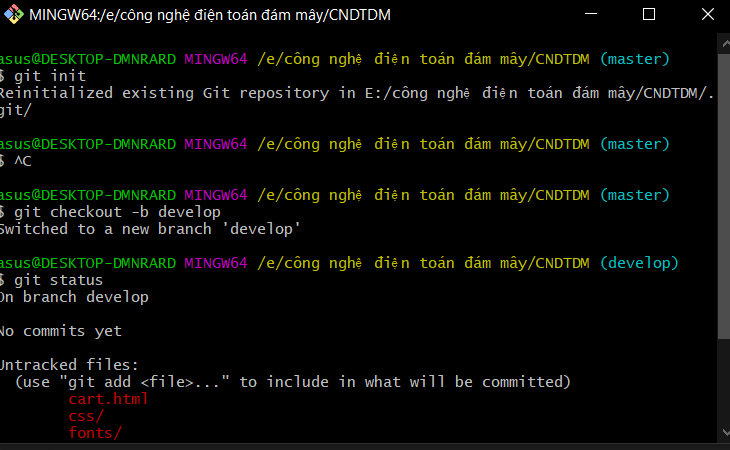 MINGW64:/e/công nghệ điện toán đám mây/CNDTDM
asus@DESKTOP-DMNRARD MINGW64 /e/công nghệ điện toán đám mây/CNDTDM (master)
$ git init
Reinitialized existing Git repository in E:/công nghệ điện toán đám mây/CNDTDM/.
git/
asus@DESKTOP-DMNRARD MINGW64 /e/công nghệ điện toán đám mây/CNDTDM (master)
$ ^C
asus@DESKTOP-DMNRARD MINGW64 /e/công nghệ điện toán đám mây/CNDTDM (master)
$ git checkout -b develop
Switched to a new branch 'develop'
asus@DESKTOP-DMNRARD MINGW64 /e/công nghệ điện toán đám mây/CNDTDM (develop)
$ git status
On branch develop
No commits yet
Untracked files:
(use "git add <file>..." to include in what will be committed)
cart.html
css/
fonts/